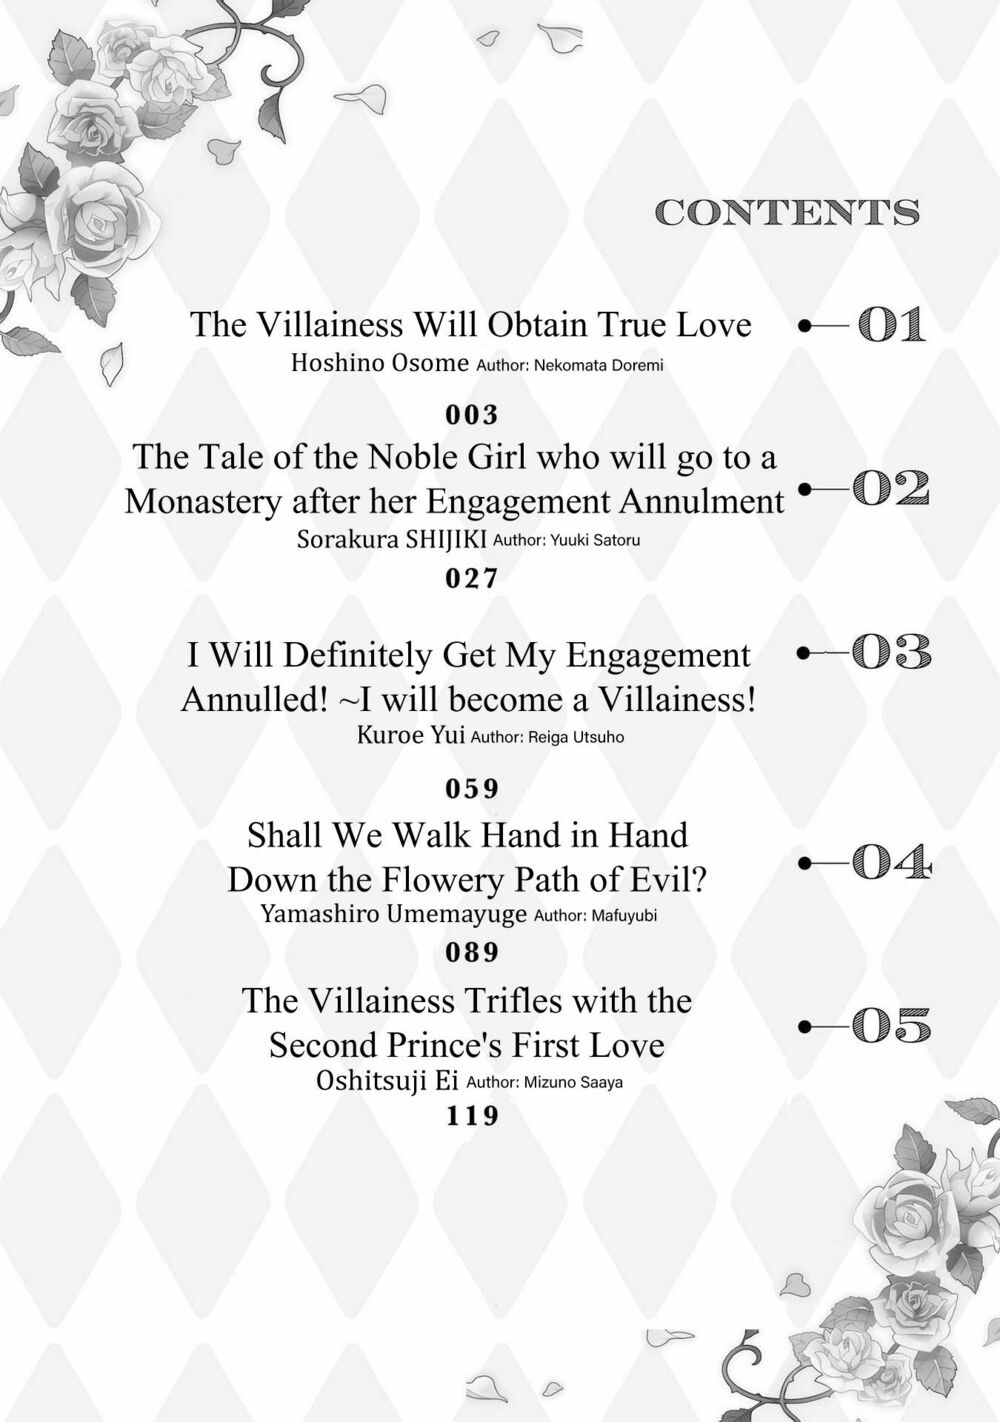 CONTENTS
The Villainess Will Obtain True Love
01
Hoshino Osome Author: Nekomata Doremi
003
The Tale of the Noble Girl who will go to a
Monastery after her Engagement Annulment
02
Sorakura SHIJIKI Author: Yuuki Satoru
027
I Will Definitely Get My Engagement
03
Annulled! ~I will become a Villainess!
Kuroe Yui Author: Reiga Utsuho
059
Shall We Walk Hand in Hand
04
Down the Flowery Path of Evil?
Yamashiro Umemayuge Author: Mafuyubi
089
The Villainess Trifles with the
05
Second Prince's First Love
Oshitsuji Ei Author: Mizuno Saaya
119